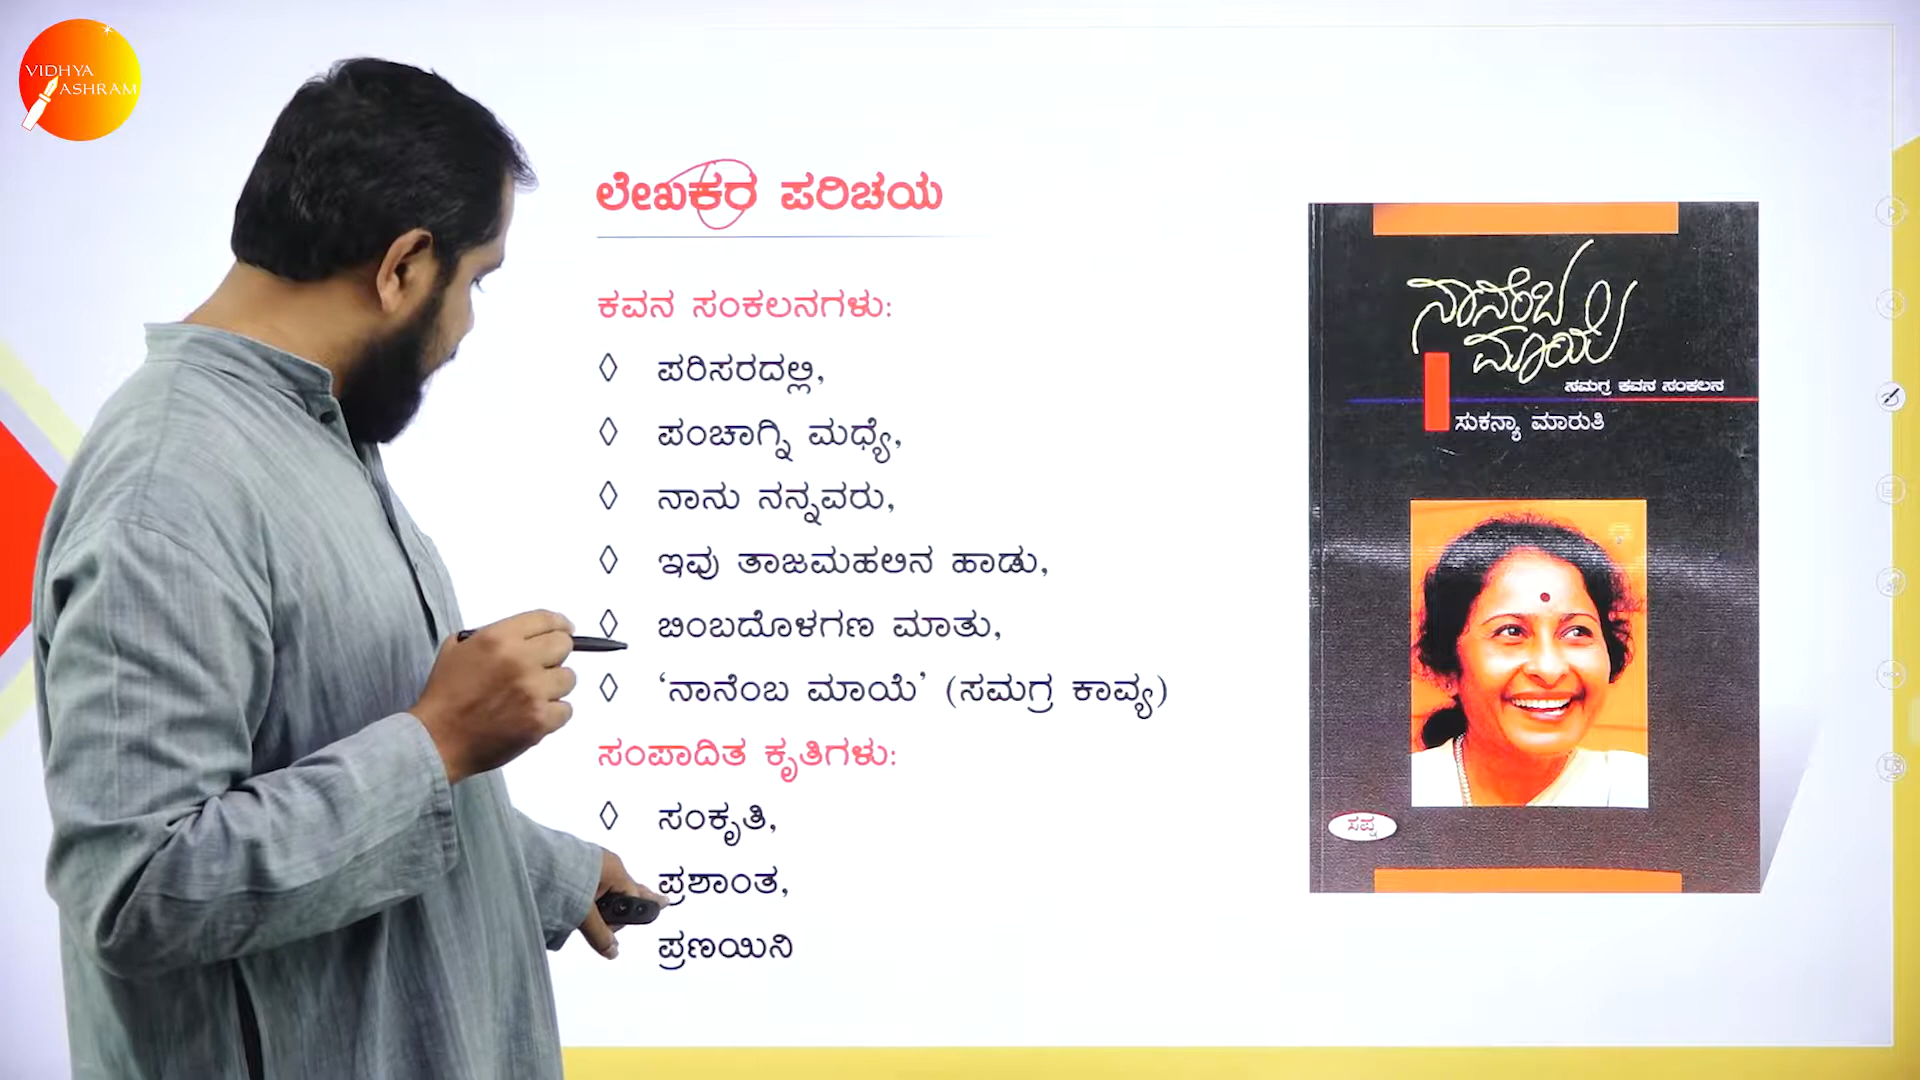 VIDHYA
ASHRAM
ಲೇಖಕರ ಪರಿಚಯ
ಕವನ ಸಂಕಲನಗಳು:
ಪರಿಸರದಲ್ಲಿ,
ಪಂಚಾಗ್ನಿ ಮಧ್ಯೆ,
ನಾನು ನನ್ನವರು,
ಇವು ತಾಜಮಹಲಿನ ಹಾಡು,
ಬಿಂಬದೊಳಗಣ ಮಾತು,
‘ನಾನೆಂಬ ಮಾಯೆ’ (ಸಮಗ್ರ ಕಾವ್ಯ)
ಸಂಪಾದಿತ ಕೃತಿಗಳು:
ಸಂಕೃತಿ,
ಪ್ರಶಾಂತ,
ಪ್ರಣಯಿನಿ
ನಾನೆಂಬ
ಮಾಯೆ
ಸಮಗ್ರ ಕವನ ಸಂಕಲನ
ಸುಕನ್ಯಾ ಮಾರುತಿ